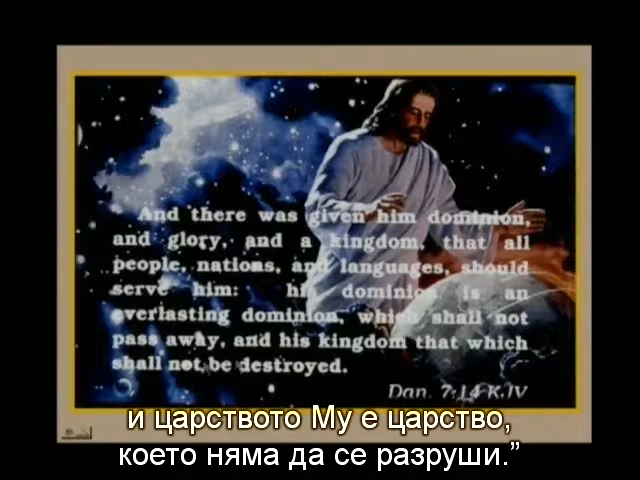 And there was given him dominion,
and glory, and a kingdom, that all
people, nations, and languages, should
serve him: his dominion is an
everlasting dominion, which shall not
pass away, and his kingdom that which
shall not be destroyed.
Dan. 7:14 KJV
и царството Му е царство,
което няма да се разруши.”